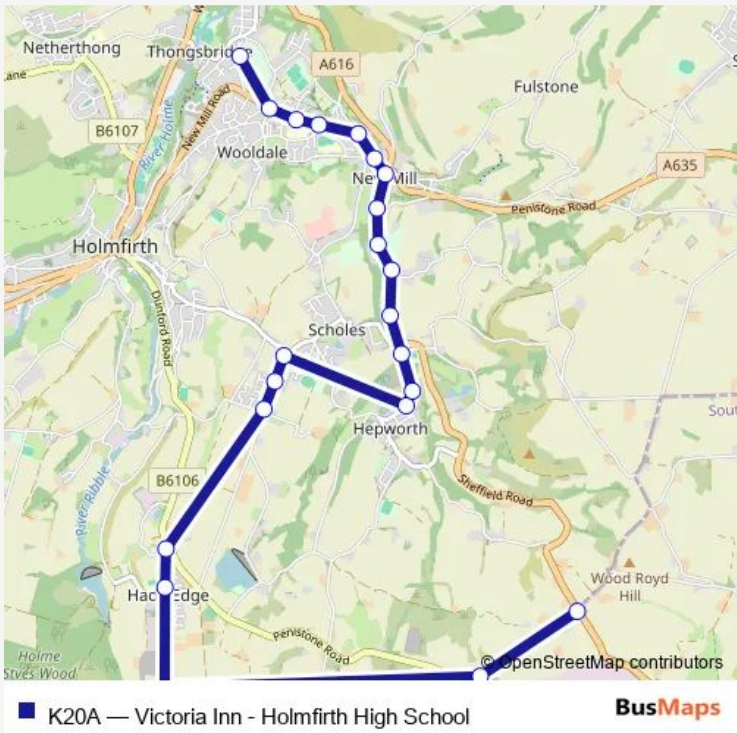 Netherthong
Thongsbridge
A616
Fulstone
B6107
River Holme
New Mill Road
Wooldale
New Mill
A635
Penistone Road
Holmfirth
Dunford Road
Scholes
Hepworth
Sout
B6106
River Ribble
Sheffield Road
Wood Royd
Hill
Hade Edge
Penistone Road
Holme
Styes Wood
© OpenStreetMap contributors
K20A — Victoria Inn - Holmfirth High School
BusMaps